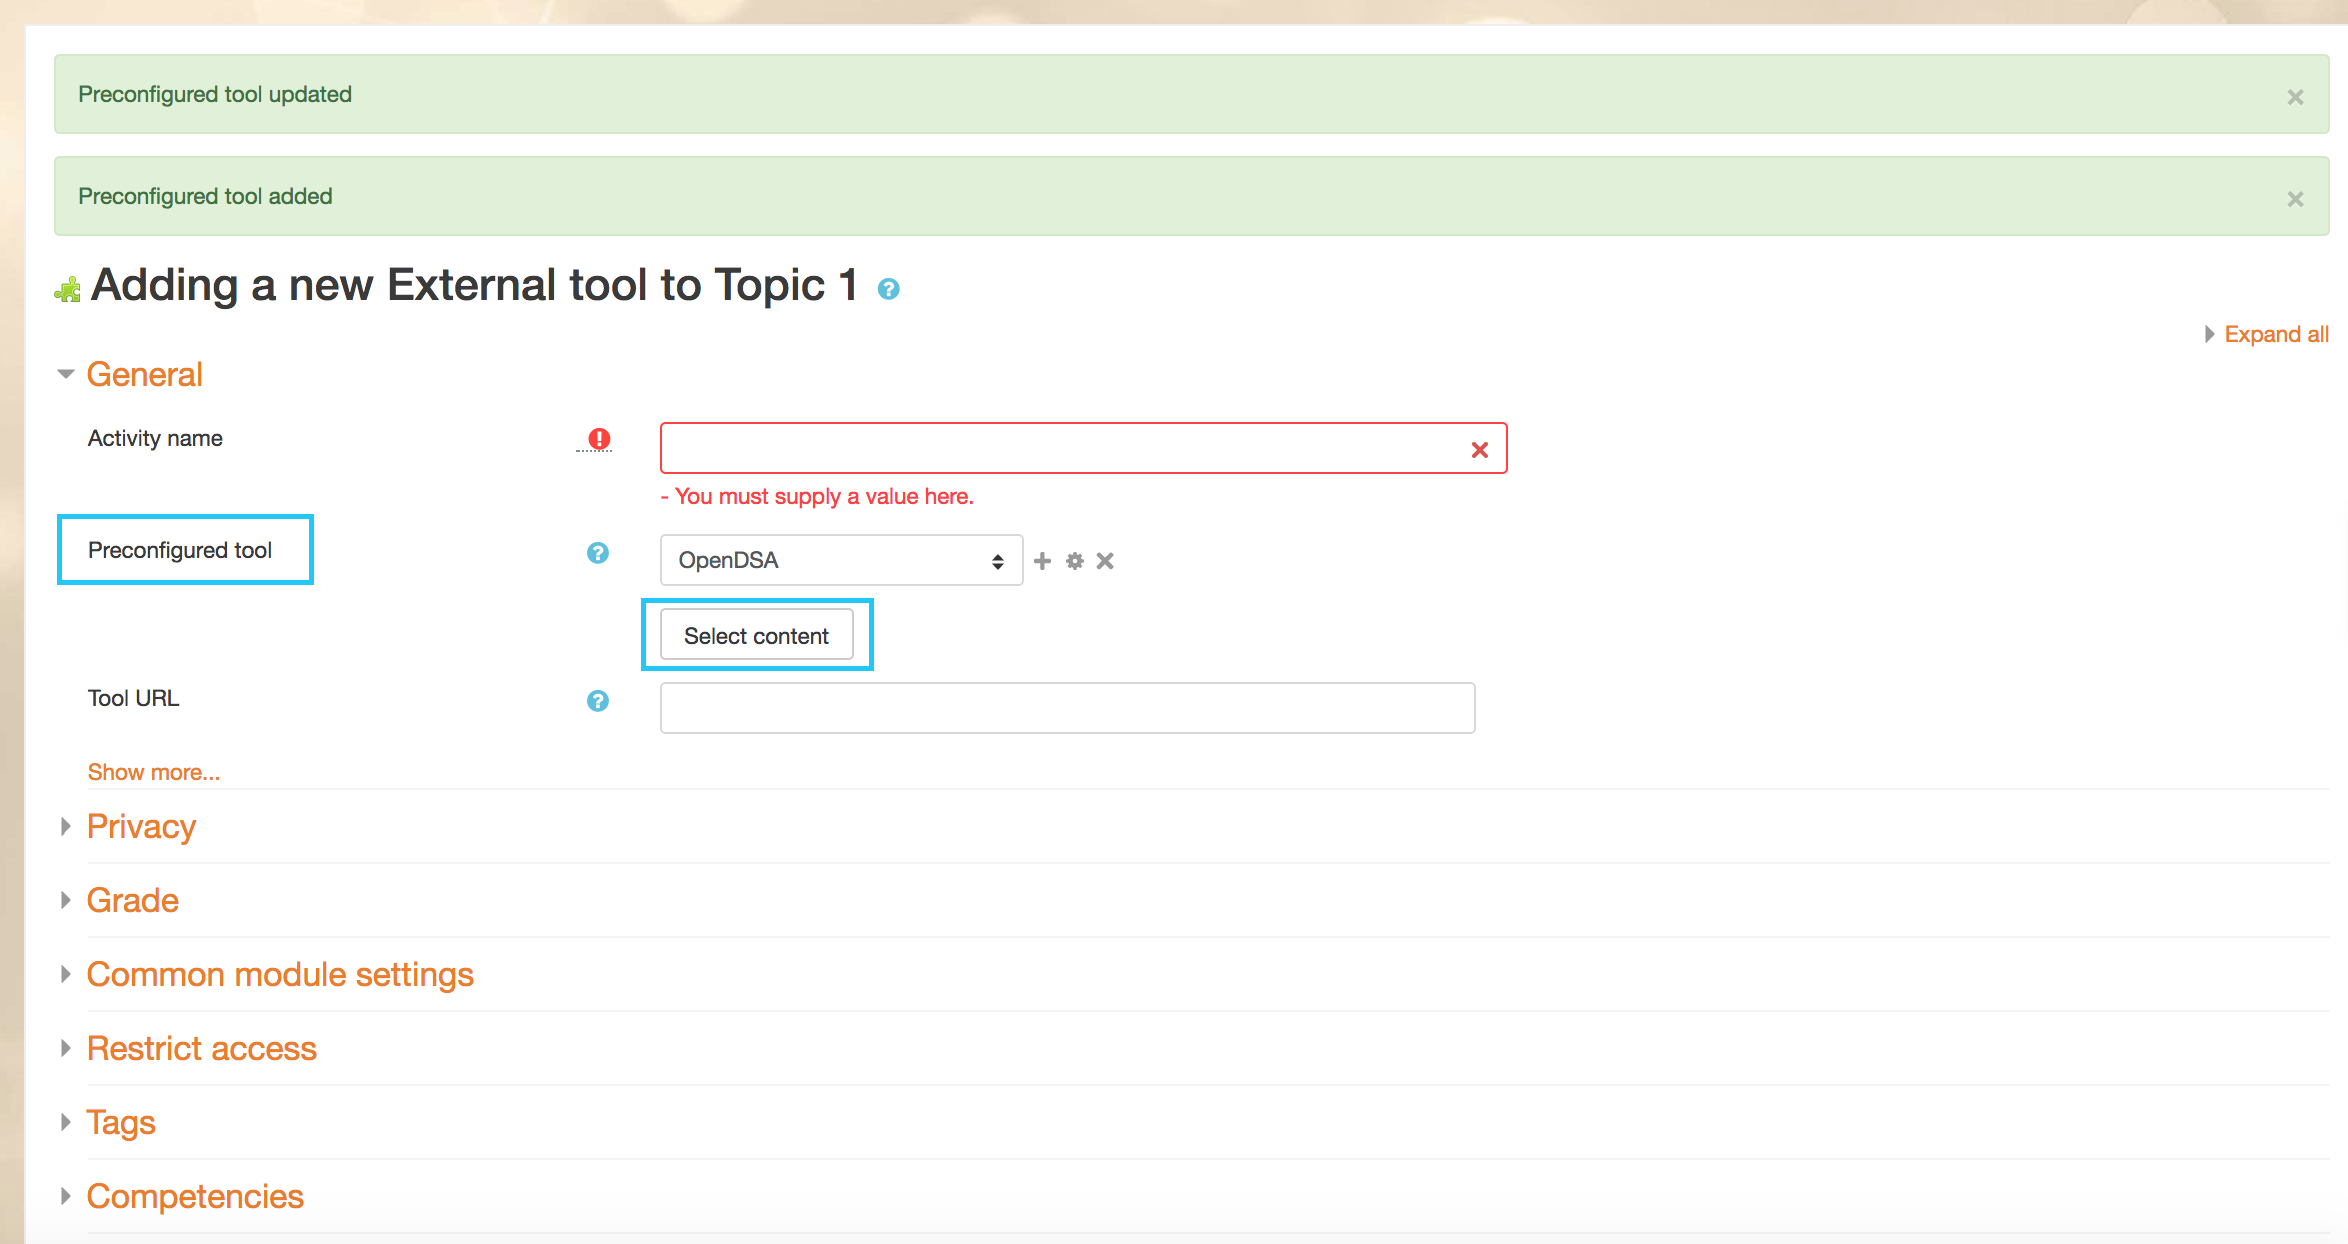 Preconfigured tool updated
Preconfigured tool added
Adding a new External tool to Topic 1
Expand all
General
Activity name
- You must supply a value here.
Preconfigured tool
OpenDSA
Select content
Tool URL
Show more...
Privacy
Grade
Common module settings
Restrict access
Tags
Competencies